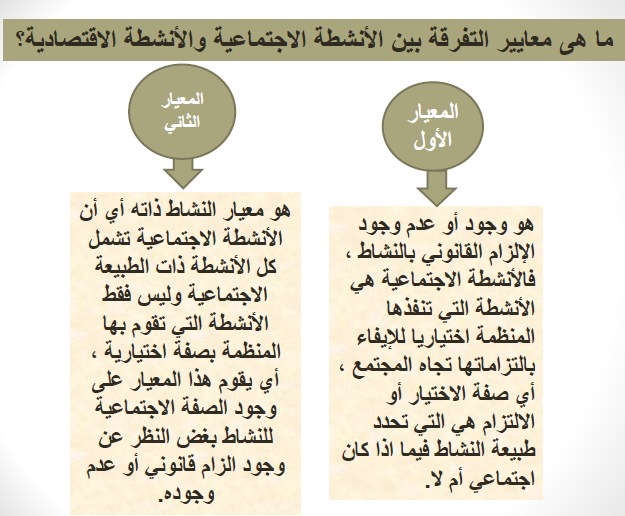 ما هى معايير التفرقة بين الأنشطة الاجتماعية والأنشطة الاقتصادية؟
المعيار
الأول
هو وجود أو عدم وجود
الإلزام القانوني بالنشاط ،
فالأنشطة الاجتماعية هي
الأنشطة التي تنفذها
المنظمة اختياريا للإيفاء
بالتزاماتها تجاه المجتمع ،
أي صفة الاختيار أو
الالتزام هي التي تحدد
طبيعة النشاط فيما اذا كان
اجتماعي أم لا.
المعيار
الثاني
هو معيار النشاط ذاته أي أن
الأنشطة الاجتماعية تشمل
كل الأنشطة ذات الطبيعة
الاجتماعية وليس فقط
الأنشطة التي تقوم بها
المنظمة بصفة اختيارية ،
أي يقوم هذا المعيار على
وجود الصفة الاجتماعية
للنشاط بغض النظر عن
وجود الزام قانوني أو عدم
وجوده.